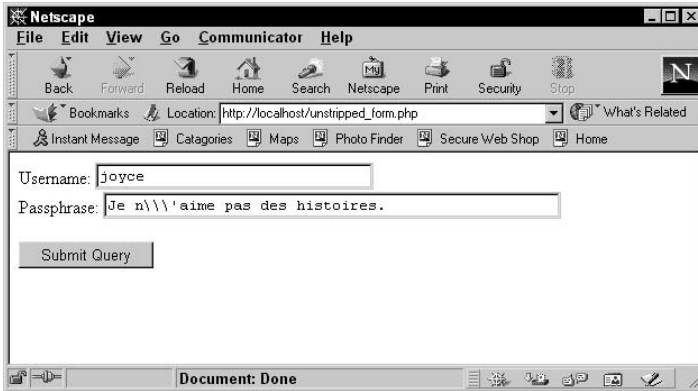 Netscape
File Edit View Go Communicator Help
Back Forward Reload Home Search Netscape Print Security Stop
My
N
Bookmarks Location: http://localhost/unstripped_form.php What's Related
Instant Message Catagories Maps Photo Finder Secure Web Shop Home
Username: joyce
Passphrase: Je n\\\'aime pas des histoires.
Submit Query
Document: Done